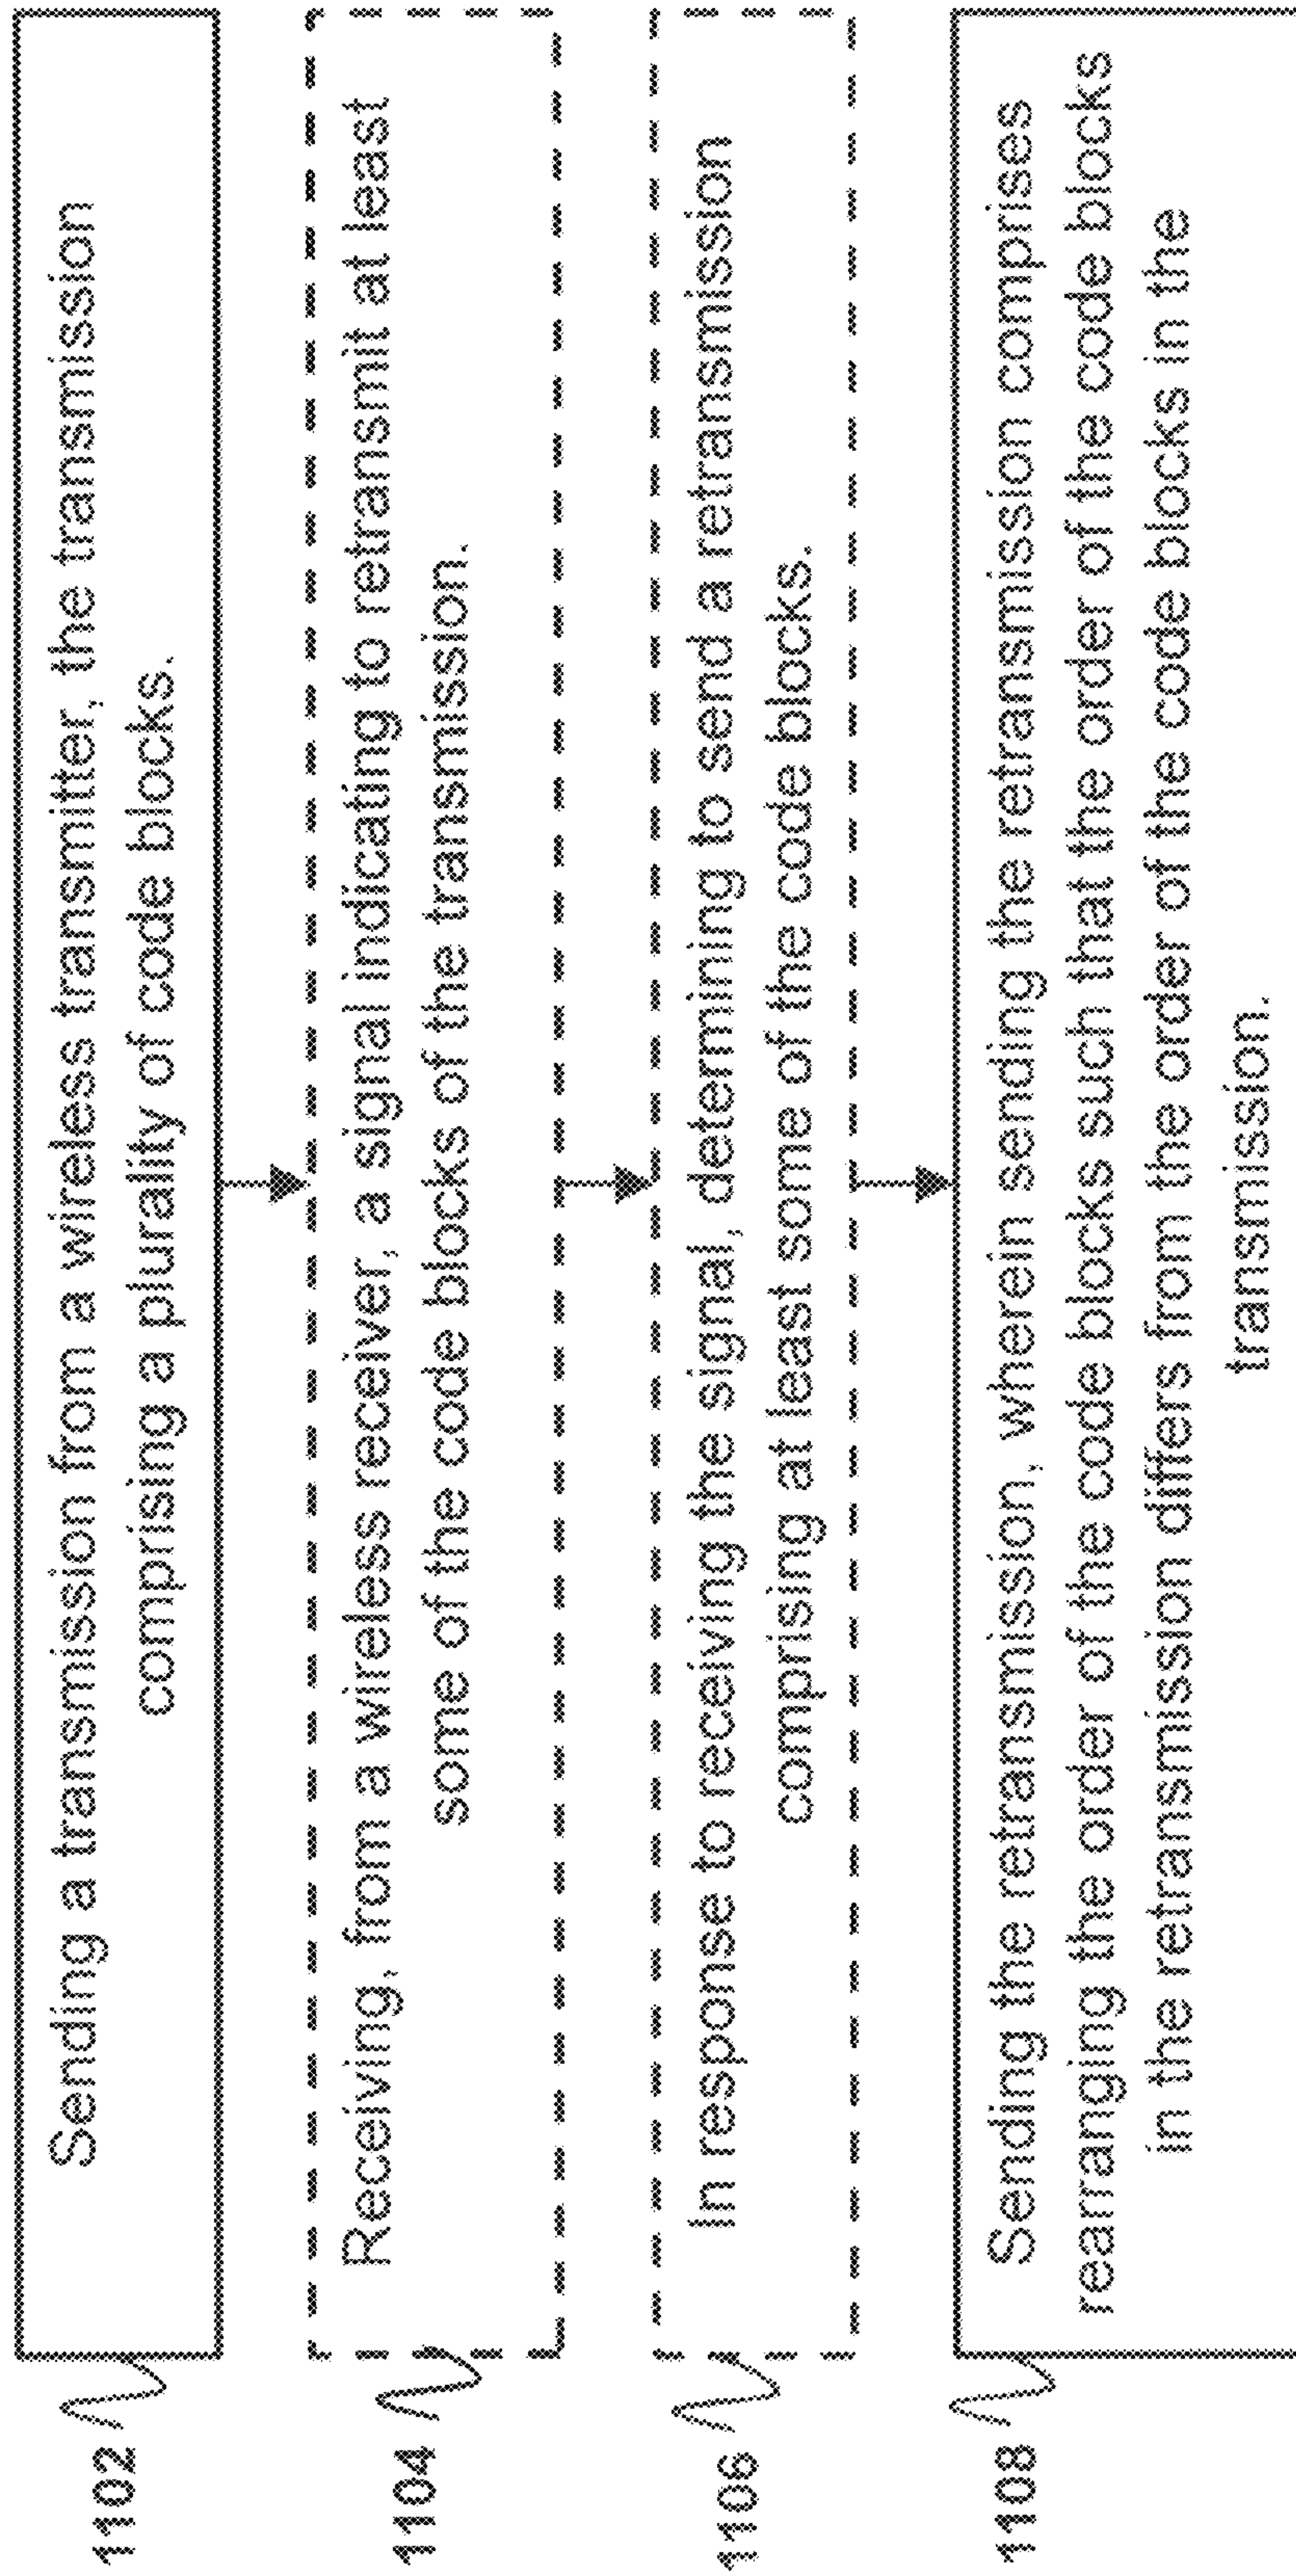 1102
Sending a transmission from a wireless transmitter, the transmission
comprising a plurality of code blocks.
1104
Receiving, from a wireless receiver, a signal indicating to retransmit at least
some of the code blocks of the transmission.
1106
In response to receiving the signal, determining to send a retransmission
comprising at least some of the code blocks.
1108
Sending the retransmission, wherein sending the retransmission comprises
rearranging the order of the code blocks such that the order of the code blocks
in the retransmission differs from the order of the code blocks in the
transmission.